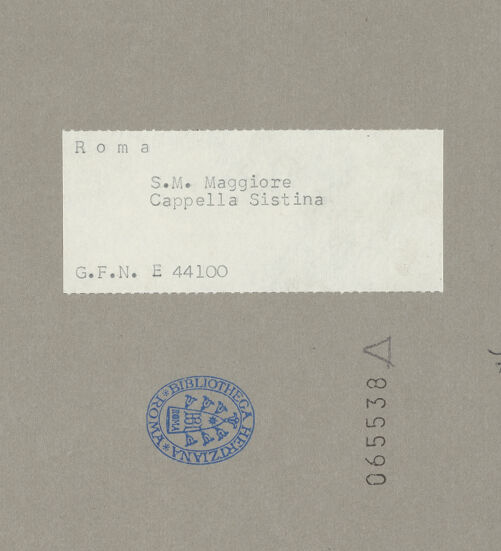 R o m a
S.M. Maggiore
Cappella Sistina
G.F.N. E 44100
BIBLIOTHECA HERTZIANA * ROMA *
ROMA
065538